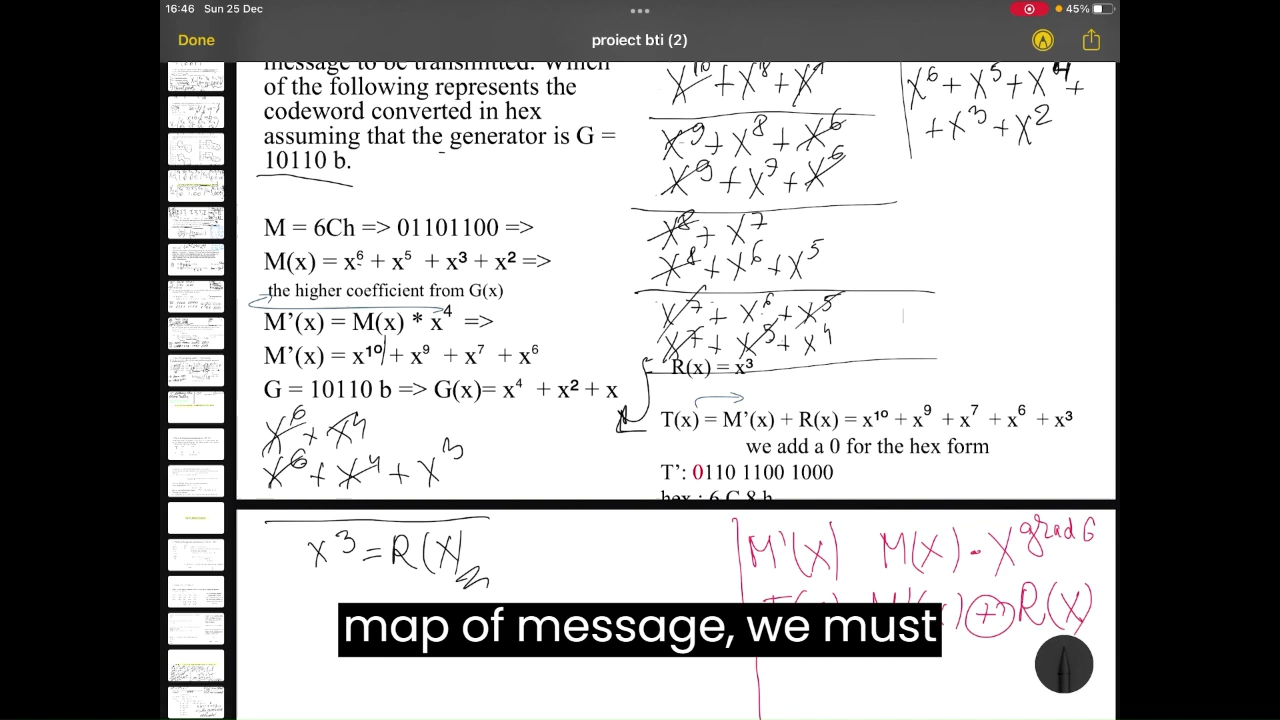 16:46 Sun 25 Dec
45%
Done
proiect bti (2)
message to be transmitted. Which
of the following represents the
codeword converted in hex
assuming that the generator is G =
10110 b.
M = 6Ch => 01101100 =>
M(x) = x⁶ + x⁵ + x³ + x² =>
the higher coefficient from G(x)
M’(x) = M(x) * x⁴ =>
M’(x) = x¹⁰ + x⁹ + x⁷ + x⁶
G = 10110 b => G(x)= x⁴ + x² + x
x⁶ + x⁴
x⁶ + x⁴ + x³
x¹⁰ + x⁸ + x⁷
x⁹ + x⁸ + x⁶
x⁹ + x⁷ + x⁶
x⁸ + x⁷
x⁸ + x⁶ + x⁵
x⁷ + x⁶ + x⁵
x⁶ + x⁵ + x⁴ +
+ x³ + x²
R(x) = x³
T(x) = M’(x) + R(x) = x¹⁰ + x⁹ + x⁷ + x⁶ + x³
we add a 0 for the hex form
T’: 0110 1100 1000
hex : 6 C 8 h
x³ = R(x)
M'(x) M(x) · x grad 6
(x) (+) R(x)
map of message, we must